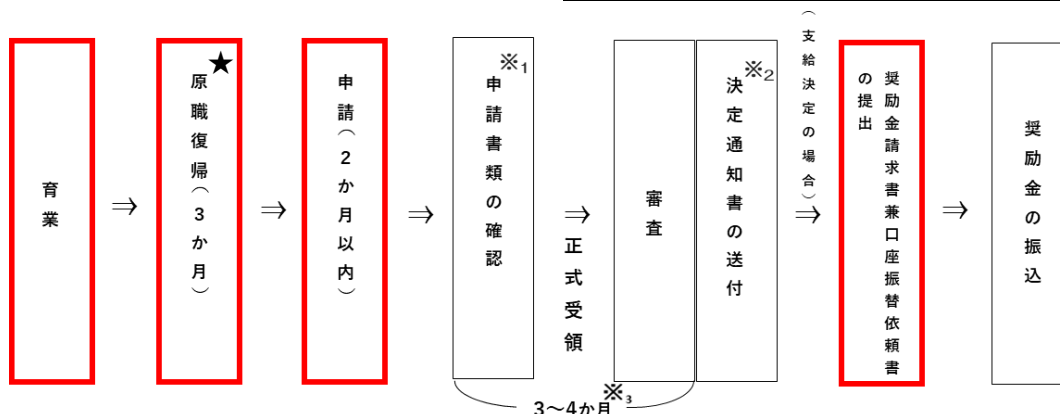 育業
⇒
★
原職復帰（3か月）
⇒
申請（2か月以内）
⇒
※1
申請書類の確認
⇒
正式受領
審査
※2
決定通知書の送付
（支給決定の場合）
⇒
奨励金請求書兼口座振替依頼書
の提出
⇒
奨励金の振込
3～4か月※3